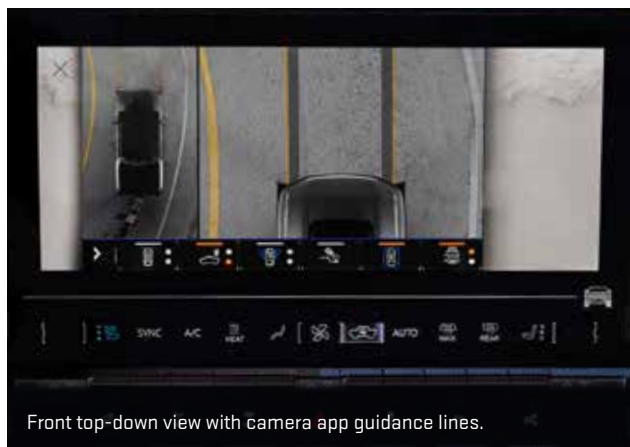 SYNC
A/C
HEAT
AUTO
MAX
REAR
Front top-down view with camera app guidance lines.